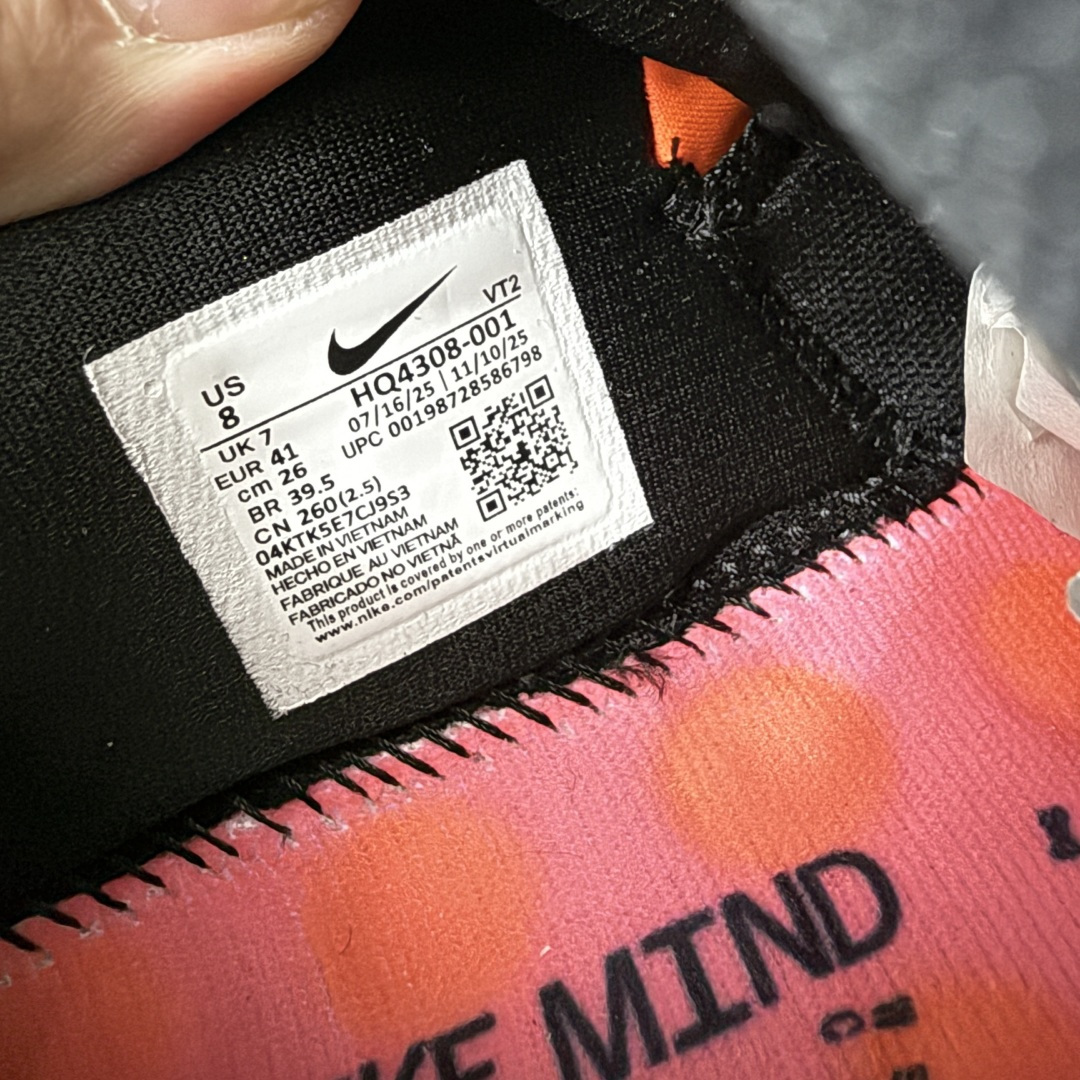 VT2
US
8
HQ4308-001
07/16/25 | 11/10/25
UPC 00198728586798
UK 7
EUR 41
cm 26
BR 39.5
CN 260(2.5)
04KTK5E7CJ9S3
MADE IN VIETNAM
HECHO EN VIETNAM
FABRIQUE AU VIETNAM
FABRICADO NO VIETNÃ
This product is covered by one or more patents:
www.nike.com/patentsvirtualmarking
MIND